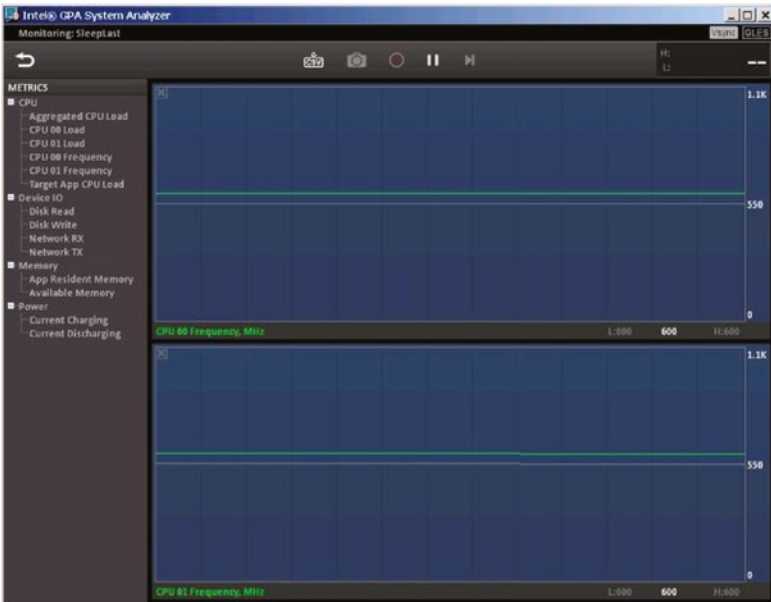 Intel® GPA System Analyzer
Monitoring: SleepLast
Vsync GLES
CSV
H:
L:
--
METRICS
CPU
Aggregated CPU Load
CPU 00 Load
CPU 01 Load
CPU 00 Frequency
CPU 01 Frequency
Target App CPU Load
Device IO
Disk Read
Disk Write
Network RX
Network TX
Memory
App Resident Memory
Available Memory
Power
Current Charging
Current Discharging
1.1K
550
0
CPU 00 Frequency, MHz L:600 600 H:600
1.1K
550
0
CPU 01 Frequency, MHz L:600 600 H:600